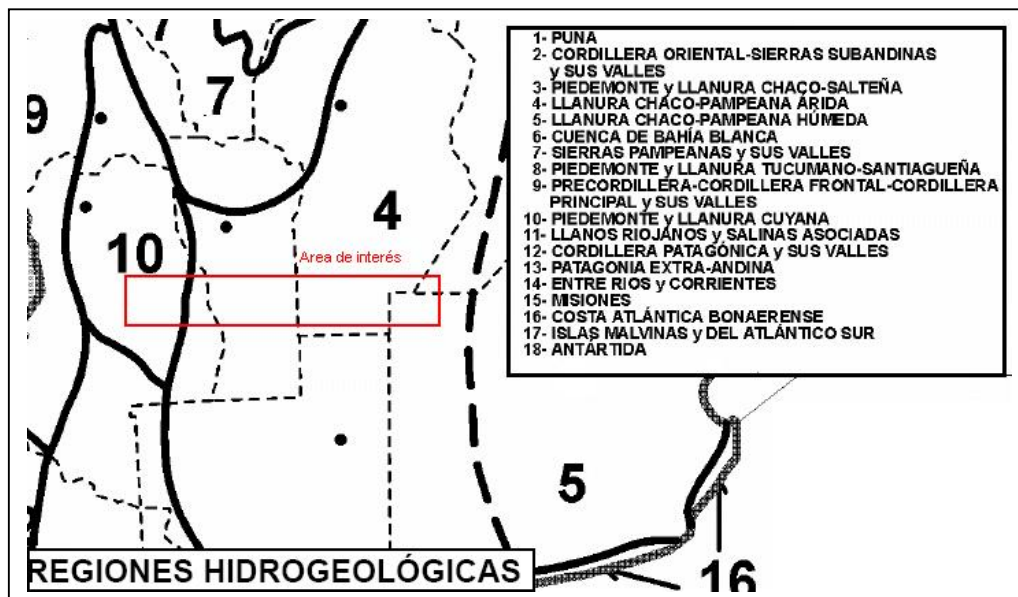 1- PUNA
2- CORDILLERA ORIENTAL-SIERRAS SUBANDINAS
y SUS VALLES
3- PIEDEMONTE y LLANURA CHACO-SALTEÑA
4- LLANURA CHACO-PAMPEANA ÁRIDA
5- LLANURA CHACO-PAMPEANA HÚMEDA
6- CUENCA DE BAHÍA BLANCA
7- SIERRAS PAMPEANAS y SUS VALLES
8- PIEDEMONTE y LLANURA TUCUMANO-SANTIAGUEÑA
9- PRECORDILLERA-CORDILLERA FRONTAL-CORDILLERA
PRINCIPAL y SUS VALLES
10- PIEDEMONTE y LLANURA CUYANA
11- LLANOS RIOJANOS y SALINAS ASOCIADAS
12- CORDILLERA PATAGÓNICA y SUS VALLES
13- PATAGONIA EXTRA-ANDINA
14- ENTRE RIOS y CORRIENTES
15- MISIONES
16- COSTA ATLÁNTICA BONAERENSE
17- ISLAS MALVINAS y DEL ATLÁNTICO SUR
18- ANTÁRTIDA
7
9
4
10
Area de interés
5
16
REGIONES HIDROGEOLÓGICAS